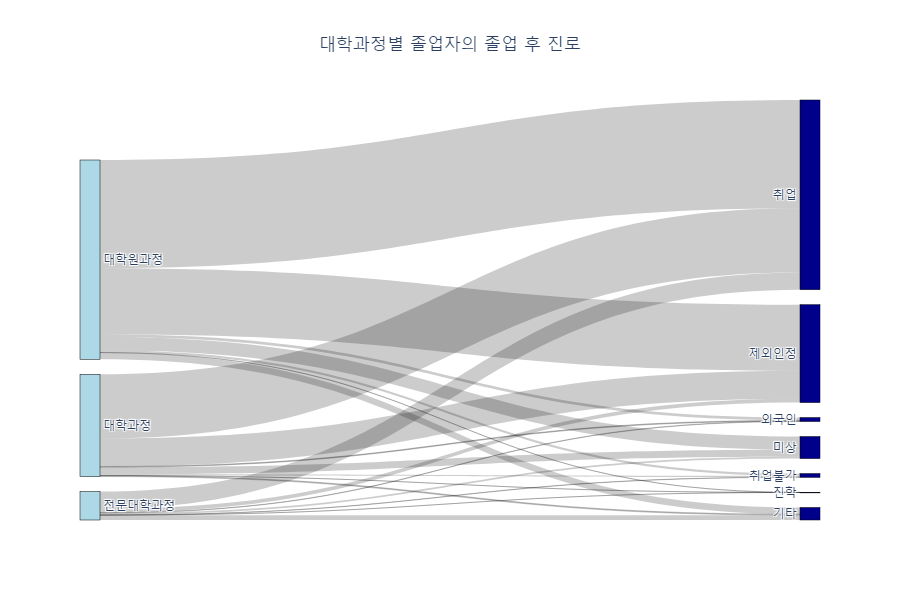 대학과정별 졸업자의 졸업 후 진로
취업
대학원과정
제외인정
외국인
대학과정
미상
취업불가
진학
전문대학과정
기타